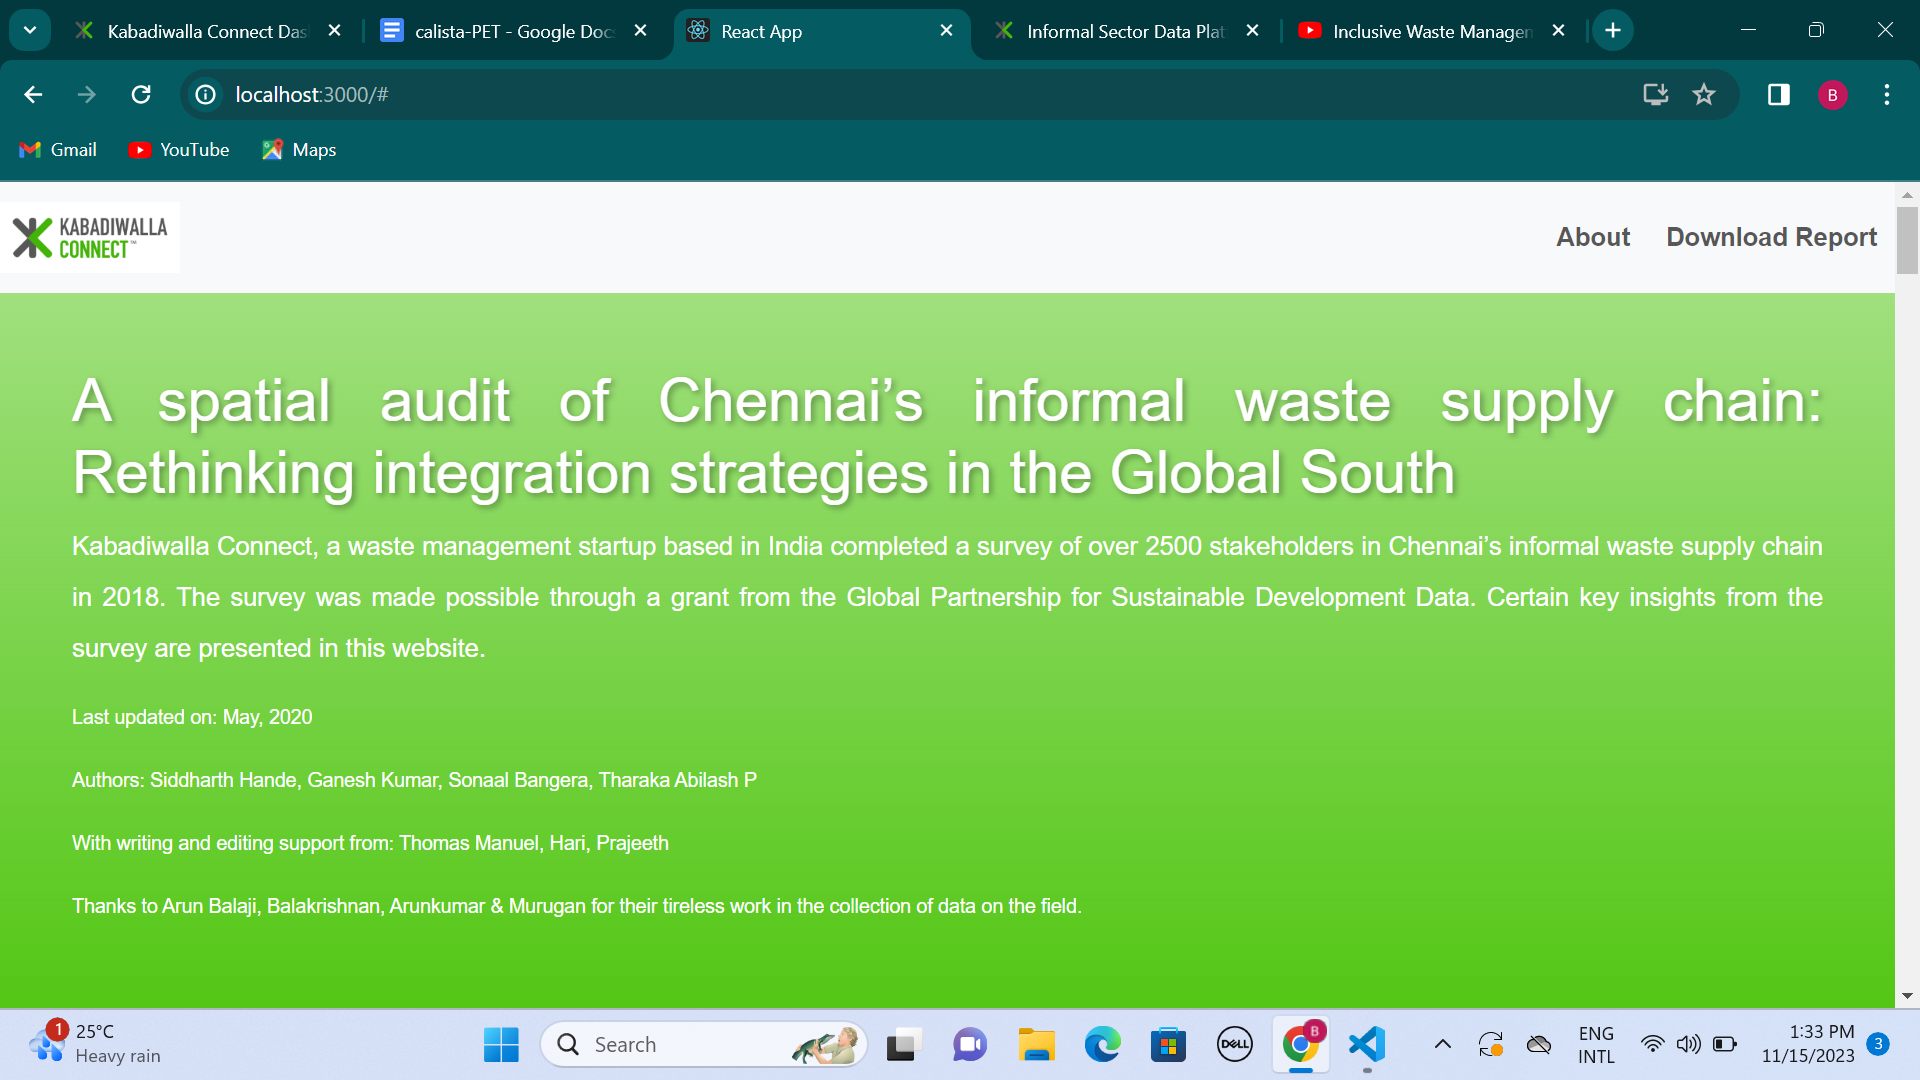 Kabadiwalla Connect Das
calista-PET - Google Docs
React App
Informal Sector Data Plat
Inclusive Waste Managem
localhost:3000/#
B
Gmail
YouTube
Maps
KABADIWALLA
CONNECT™
About
Download Report
A spatial audit of Chennai’s informal waste supply chain:
Rethinking integration strategies in the Global South
Kabadiwalla Connect, a waste management startup based in India completed a survey of over 2500 stakeholders in Chennai’s informal waste supply chain
in 2018. The survey was made possible through a grant from the Global Partnership for Sustainable Development Data. Certain key insights from the
survey are presented in this website.
Last updated on: May, 2020
Authors: Siddharth Hande, Ganesh Kumar, Sonaal Bangera, Tharaka Abilash P
With writing and editing support from: Thomas Manuel, Hari, Prajeeth
Thanks to Arun Balaji, Balakrishnan, Arunkumar & Murugan for their tireless work in the collection of data on the field.
1
25°C
Heavy rain
Search
DELL
B
ENG
INTL
1:33 PM
11/15/2023
3